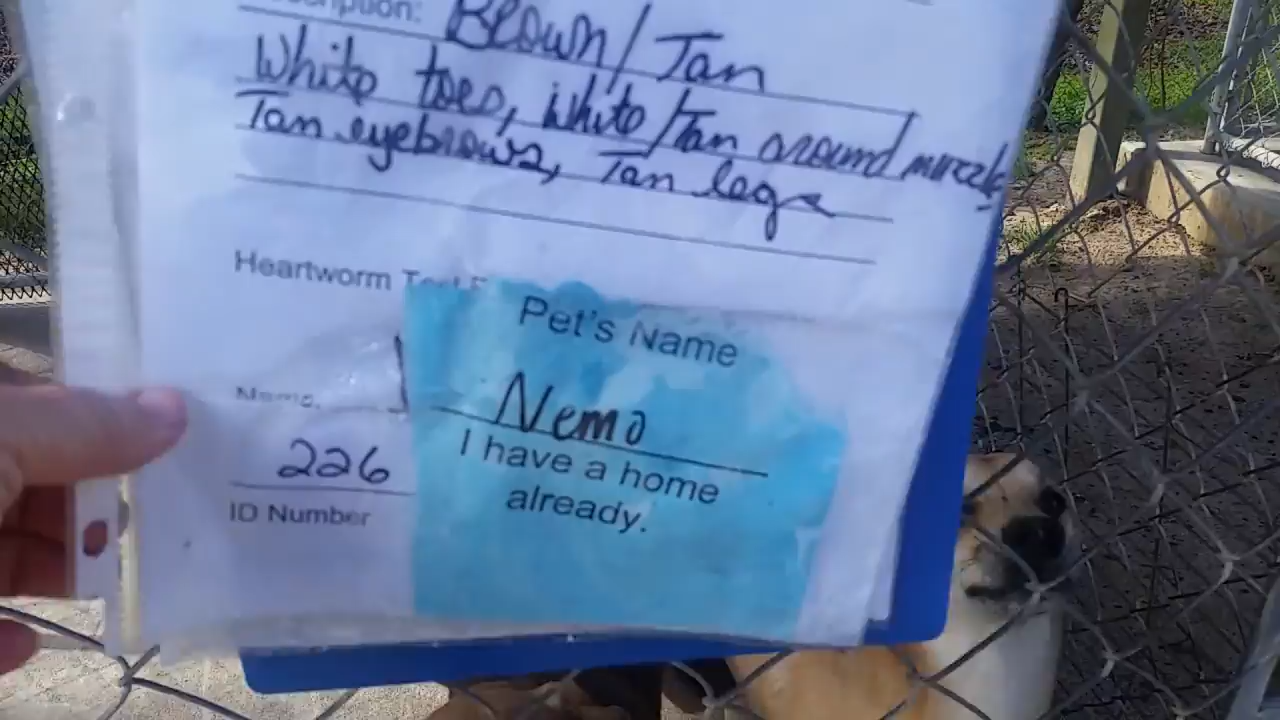 Brown/Tan
White toes, White/Tan around muzzle,
Tan eyebrows, Tan legs
Heartworm Test
Pet's Name
Nemo
I have a home
already.
226
ID Number